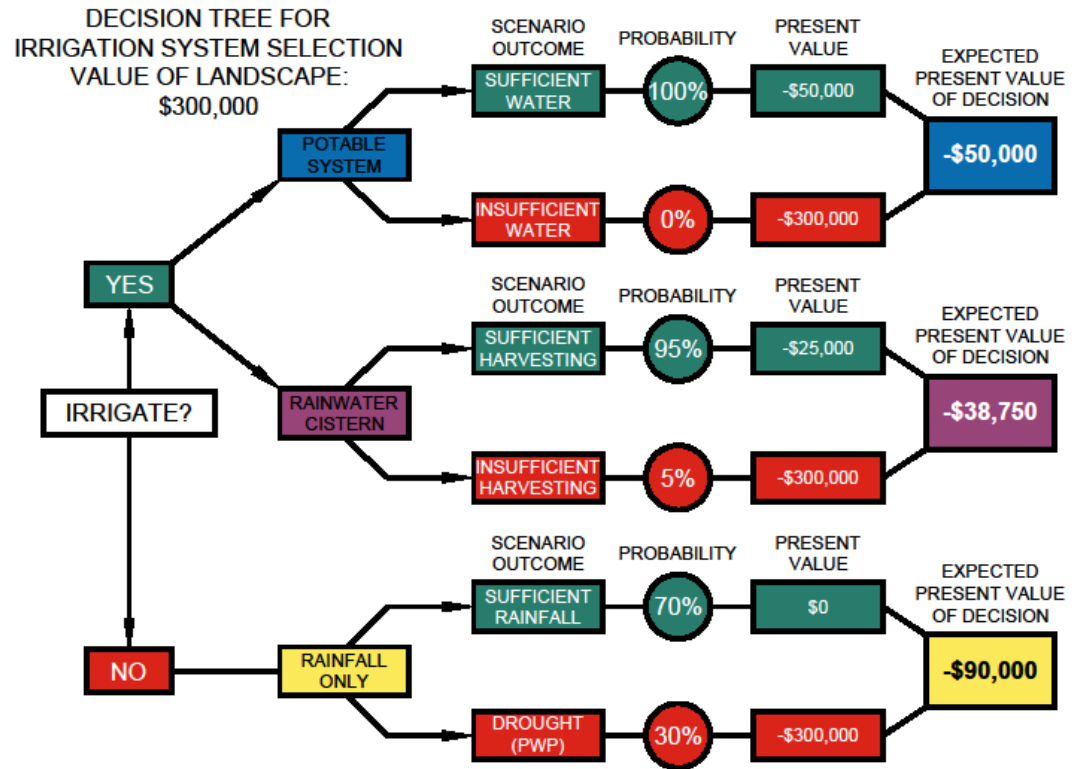 DECISION TREE FOR
IRRIGATION SYSTEM SELECTION
VALUE OF LANDSCAPE:
$300,000
SCENARIO
OUTCOME
PROBABILITY
PRESENT
VALUE
EXPECTED
PRESENT VALUE
OF DECISION
SUFFICIENT
WATER
100%
-$50,000
POTABLE
SYSTEM
-$50,000
INSUFFICIENT
WATER
0%
-$300,000
YES
SCENARIO
OUTCOME
PROBABILITY
PRESENT
VALUE
EXPECTED
PRESENT VALUE
OF DECISION
SUFFICIENT
HARVESTING
95%
-$25,000
IRRIGATE?
RAINWATER
CISTERN
-$38,750
INSUFFICIENT
HARVESTING
5%
-$300,000
SCENARIO
OUTCOME
PROBABILITY
PRESENT
VALUE
EXPECTED
PRESENT VALUE
OF DECISION
SUFFICIENT
RAINFALL
70%
$0
NO
RAINFALL
ONLY
-$90,000
DROUGHT
(PWP)
30%
-$300,000